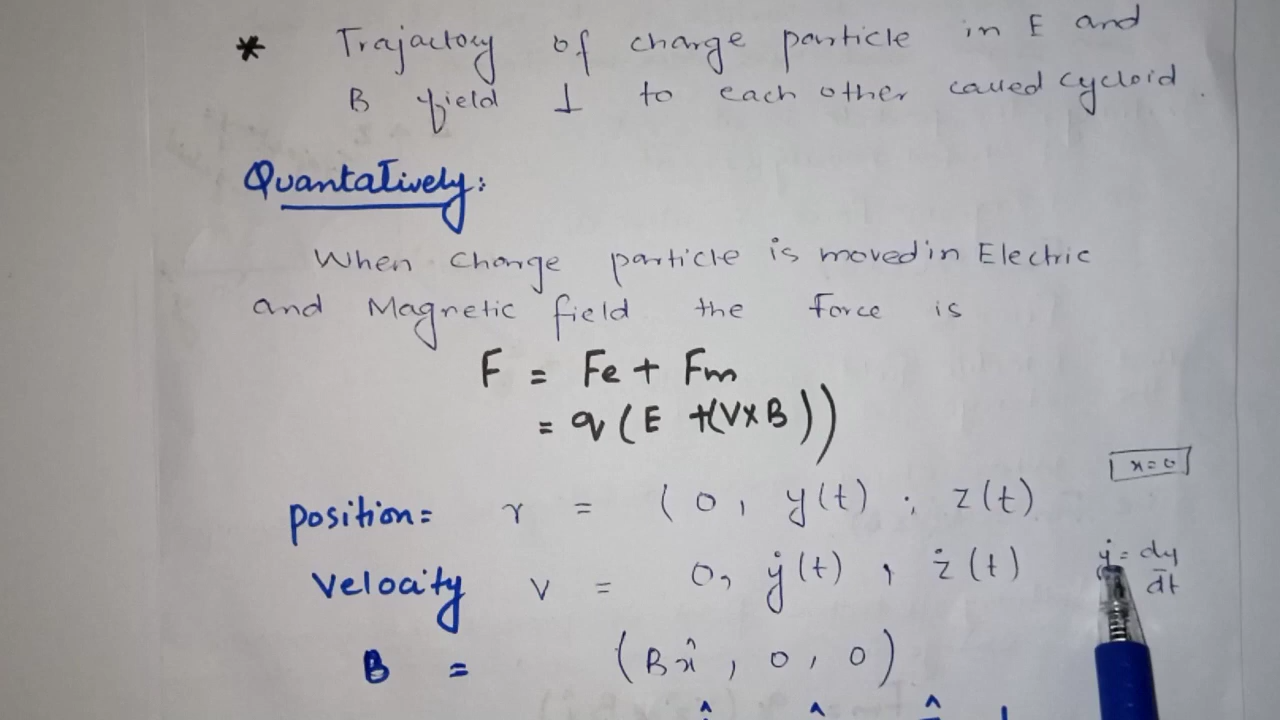 * Trajactory of charge particle in E and
B field ⊥ to each other called cycloid.
Quantatively:
When charge particle is moved in Electric
and Magnetic field the force is
F = Fe + Fm
= q (E +(V×B))
x=0
position= r = (0, y(t), z(t)
Velocity v = 0, ẏ(t), ż(t) ẏ = dy/dt
B = (Bx̂, 0, 0)